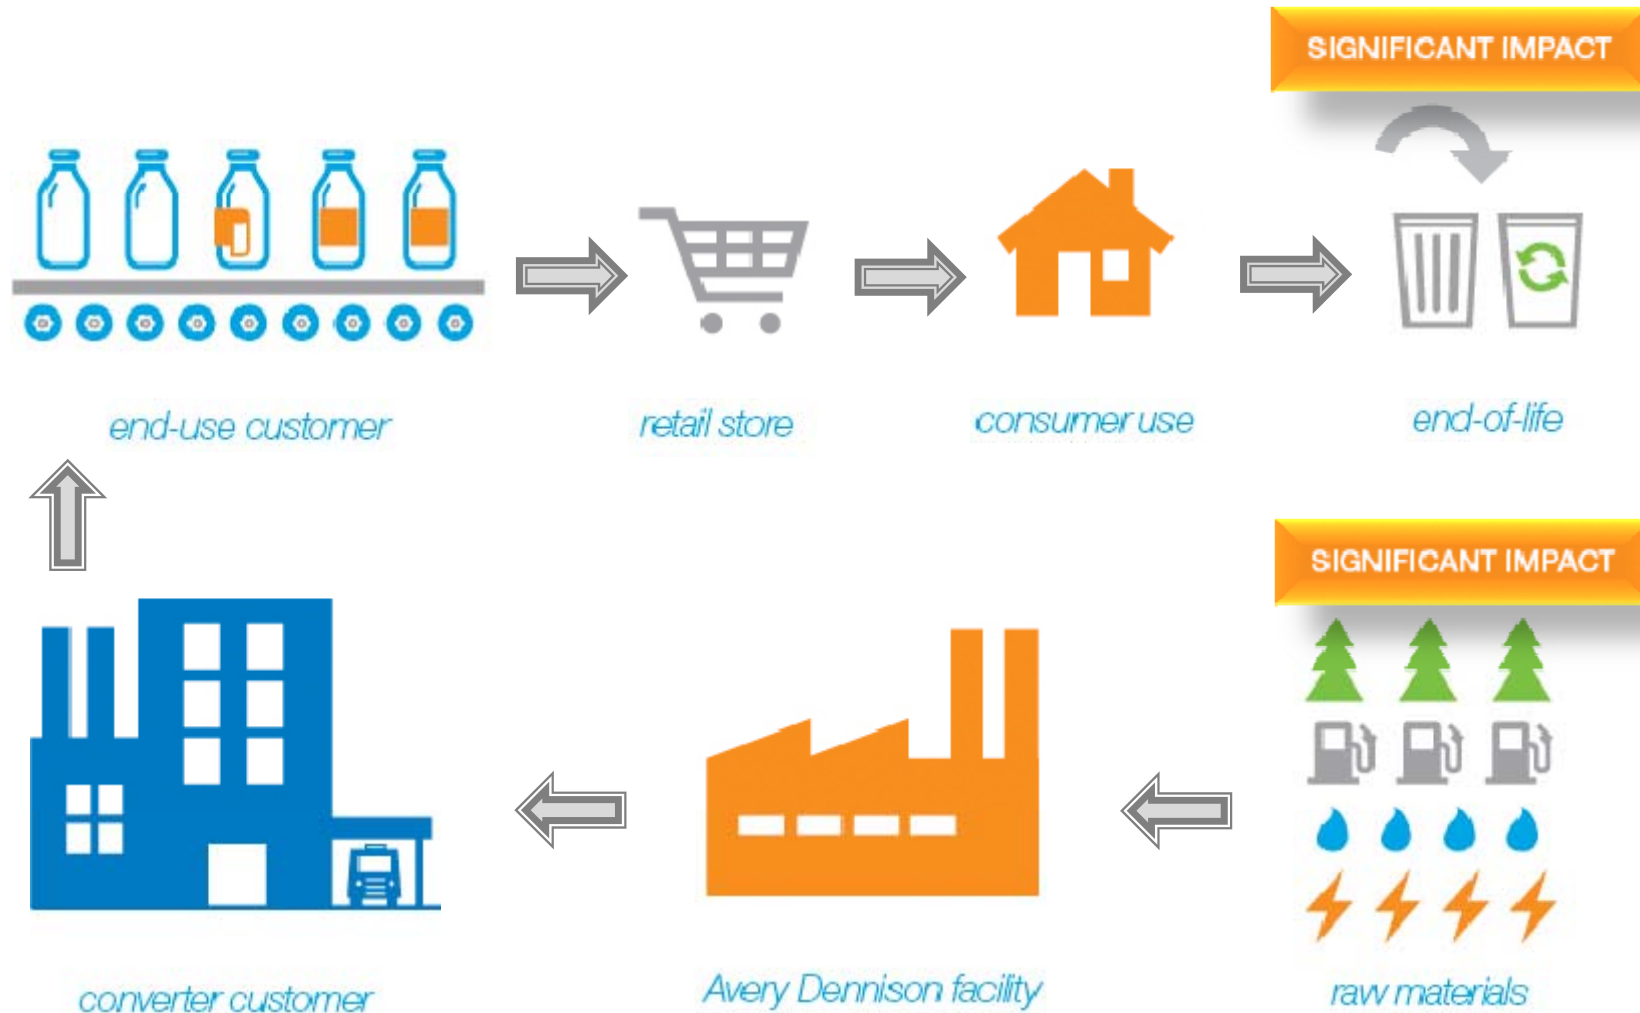 SIGNIFICANT IMPACT
end-use customer
retail store
consumer use
end-of-life
SIGNIFICANT IMPACT
converter customer
Avery Dennison facility
raw materials